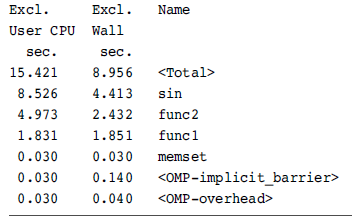 Excl. Excl. Name
User CPU Wall
sec. sec.
15.421 8.956 <Total>
8.526 4.413 sin
4.973 2.432 func2
1.831 1.851 func1
0.030 0.030 memset
0.030 0.140 <OMP-implicit_barrier>
0.030 0.040 <OMP-overhead>